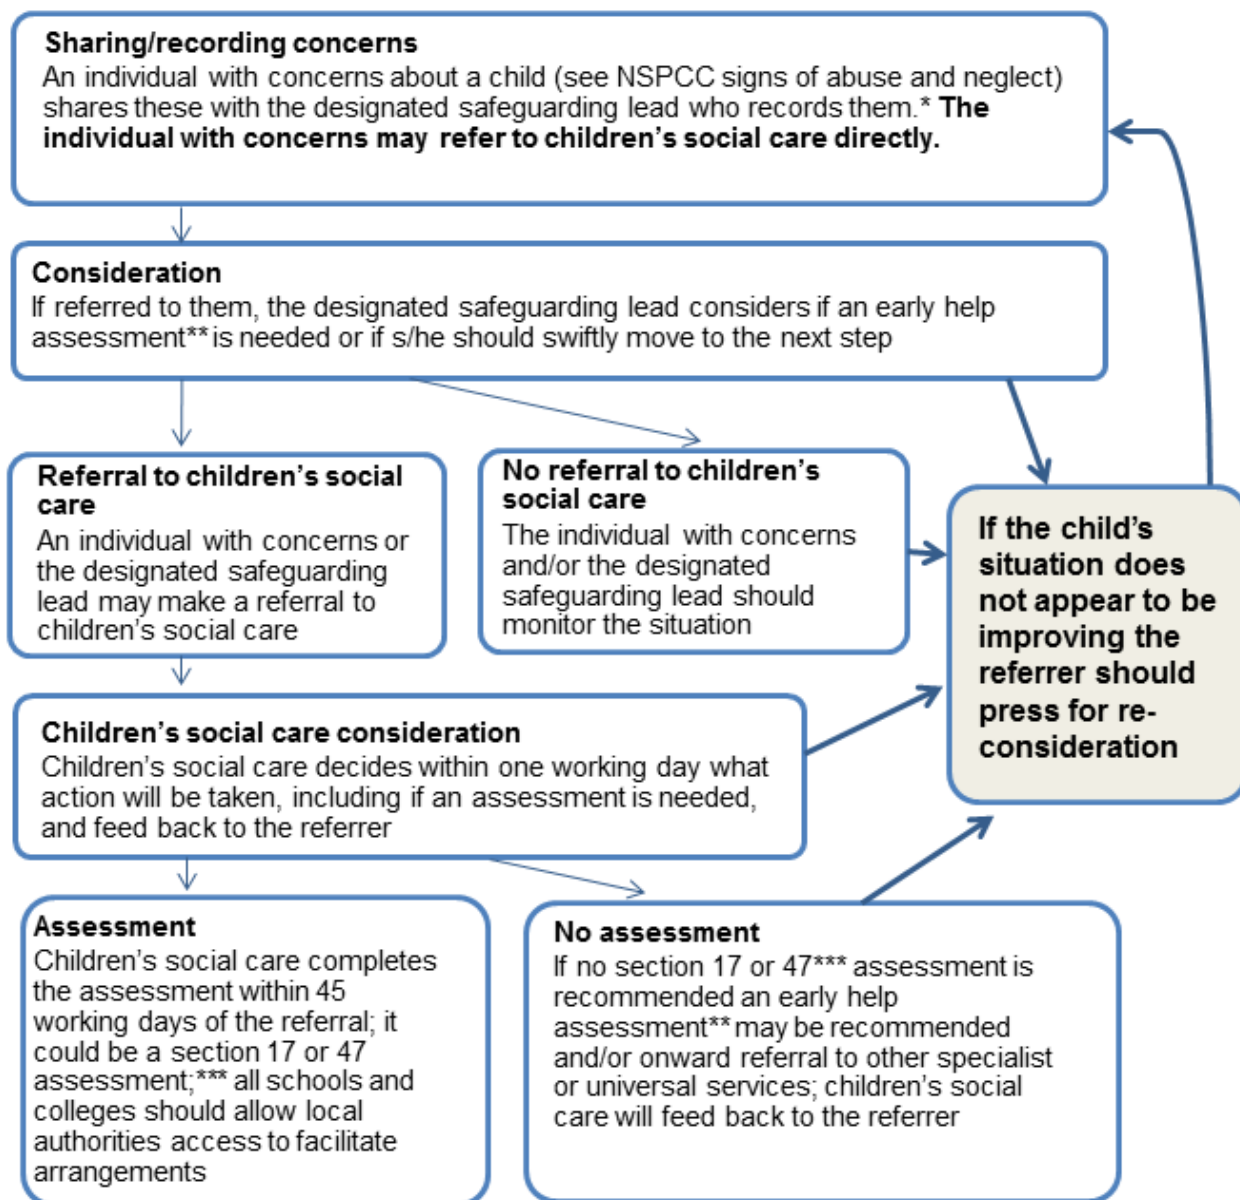 Sharing/recording concerns
An individual with concerns about a child (see NSPCC signs of abuse and neglect)
shares these with the designated safeguarding lead who records them.* The
individual with concerns may refer to children's social care directly.
Consideration
If referred to them, the designated safeguarding lead considers if an early help
assessment** is needed or if s/he should swiftly move to the next step
Referral to children's social
care
An individual with concerns or
the designated safeguarding
lead may make a referral to
children's social care
No referral to children's
social care
The individual with concerns
and/or the designated
safeguarding lead should
monitor the situation
If the child's
situation does
not appear to be
improving the
referrer should
press for re-
consideration
Children's social care consideration
Children's social care decides within one working day what
action will be taken, including if an assessment is needed,
and feed back to the referrer
Assessment
Children's social care completes
the assessment within 45
working days of the referral; it
could be a section 17 or 47
assessment;*** all schools and
colleges should allow local
authorities access to facilitate
arrangements
No assessment
If no section 17 or 47*** assessment is
recommended an early help
assessment** may be recommended
and/or onward referral to other specialist
or universal services; children's social
care will feed back to the referrer